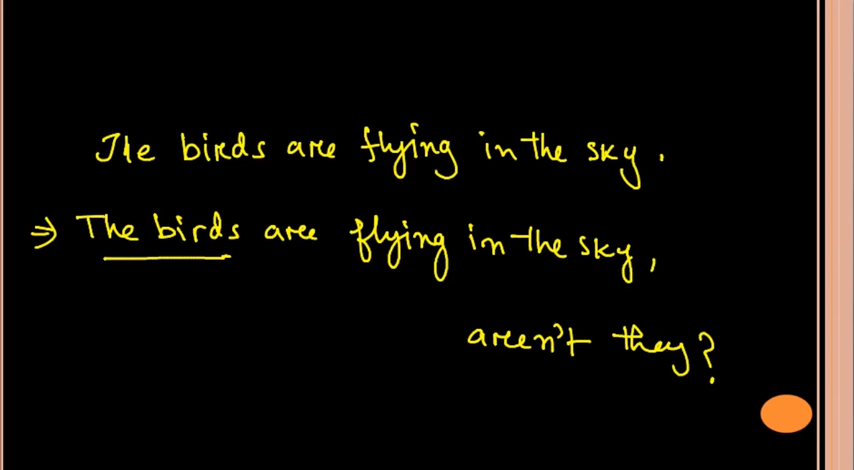 The birds are flying in the sky.
⇒ The birds are flying in the sky,
aren't they?